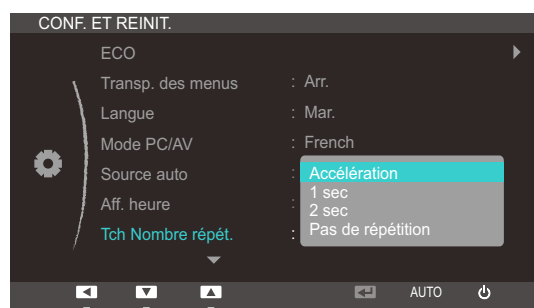 CONF. ET REINIT.
ECO
Transp. des menus : Arr.
Langue : Mar.
Mode PC/AV : French
Source auto :
Aff. heure :
Tch Nombre répét. :
Accélération
1 sec
2 sec
Pas de répétition
AUTO